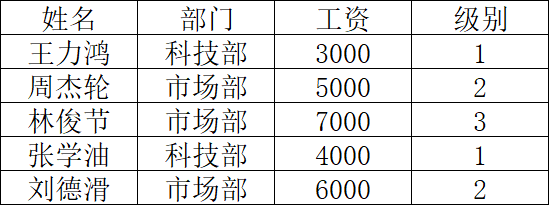 姓名 部门 工资 级别
王力鸿 科技部 3000 1
周杰轮 市场部 5000 2
林俊节 市场部 7000 3
张学油 科技部 4000 1
刘德滑 市场部 6000 2